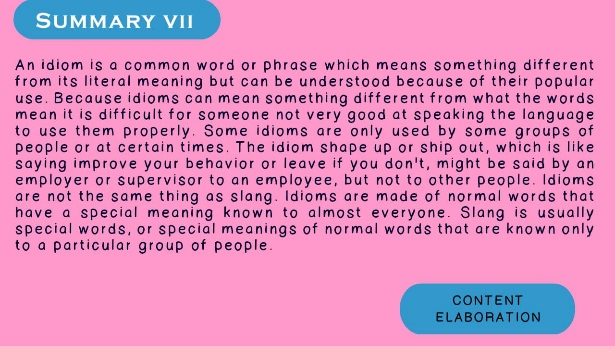 SUMMARY VII
An idiom is a common word or phrase which means something different
from its literal meaning but can be understood because of their popular
use. Because idioms can mean something different from what the words
mean it is difficult for someone not very good at speaking the language
to use them properly. Some idioms are only used by some groups of
people or at certain times. The idiom shape up or ship out, which is like
saying improve your behavior or leave if you don't, might be said by an
employer or supervisor to an employee, but not to other people. Idioms
are not the same thing as slang. Idioms are made of normal words that
have a special meaning known to almost everyone. Slang is usually
special words, or special meanings of normal words that are known only
to a particular group of people.
CONTENT
ELABORATION